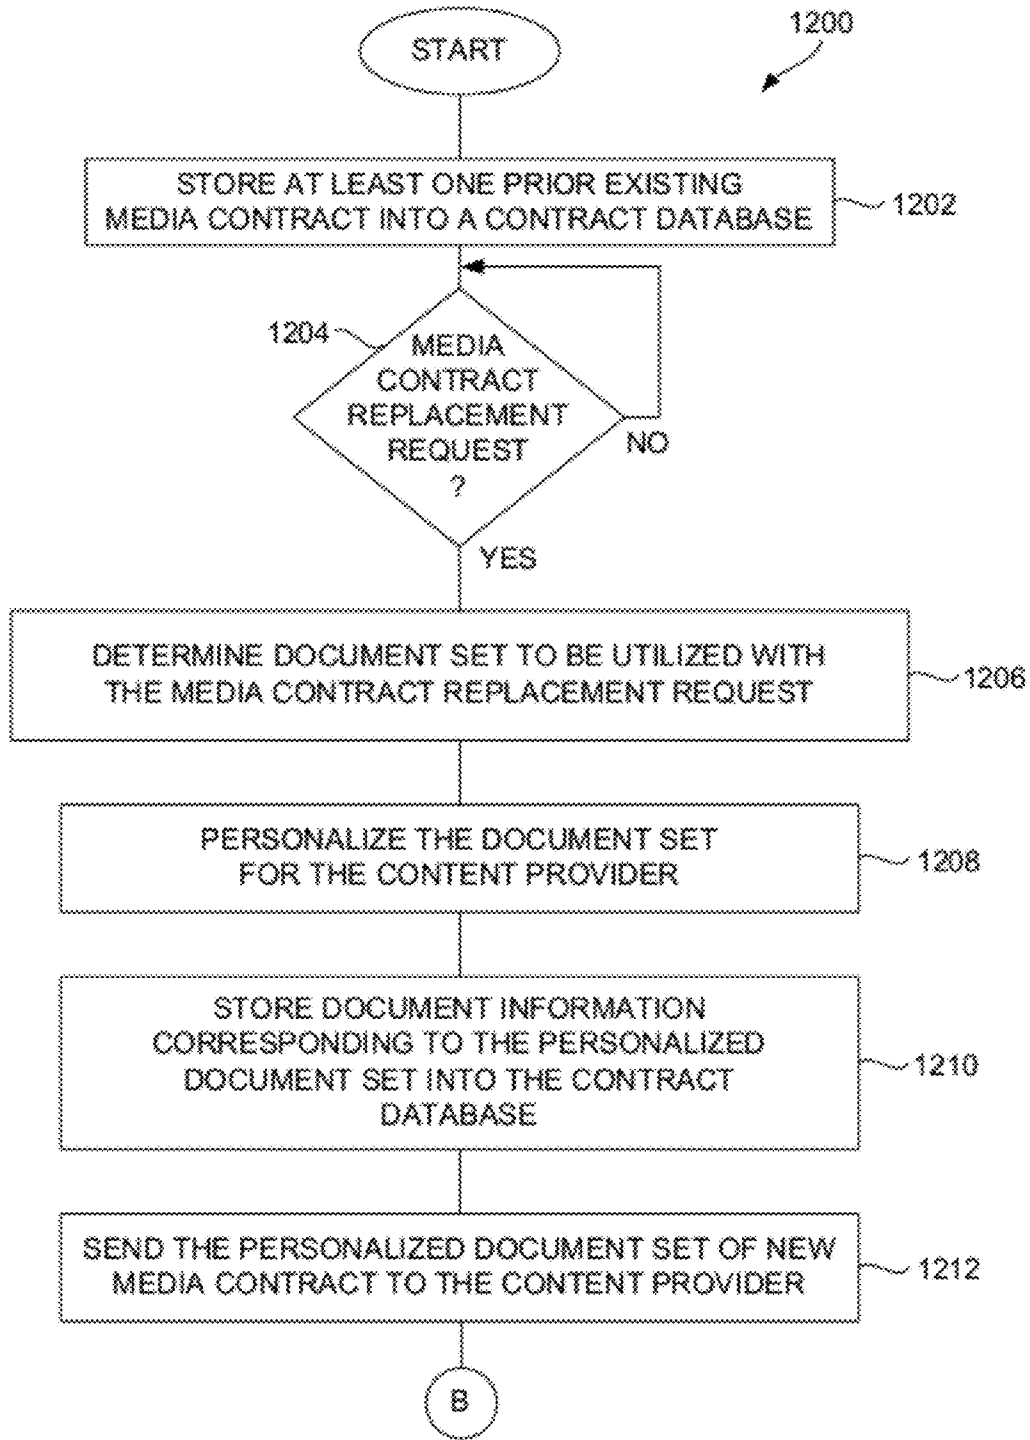 1200
START
STORE AT LEAST ONE PRIOR EXISTING
MEDIA CONTRACT INTO A CONTRACT DATABASE
1202
1204
MEDIA
CONTRACT
REPLACEMENT
REQUEST
?
NO
YES
DETERMINE DOCUMENT SET TO BE UTILIZED WITH
THE MEDIA CONTRACT REPLACEMENT REQUEST
1206
PERSONALIZE THE DOCUMENT SET
FOR THE CONTENT PROVIDER
1208
STORE DOCUMENT INFORMATION
CORRESPONDING TO THE PERSONALIZED
DOCUMENT SET INTO THE CONTRACT
DATABASE
1210
SEND THE PERSONALIZED DOCUMENT SET OF NEW
MEDIA CONTRACT TO THE CONTENT PROVIDER
1212
B